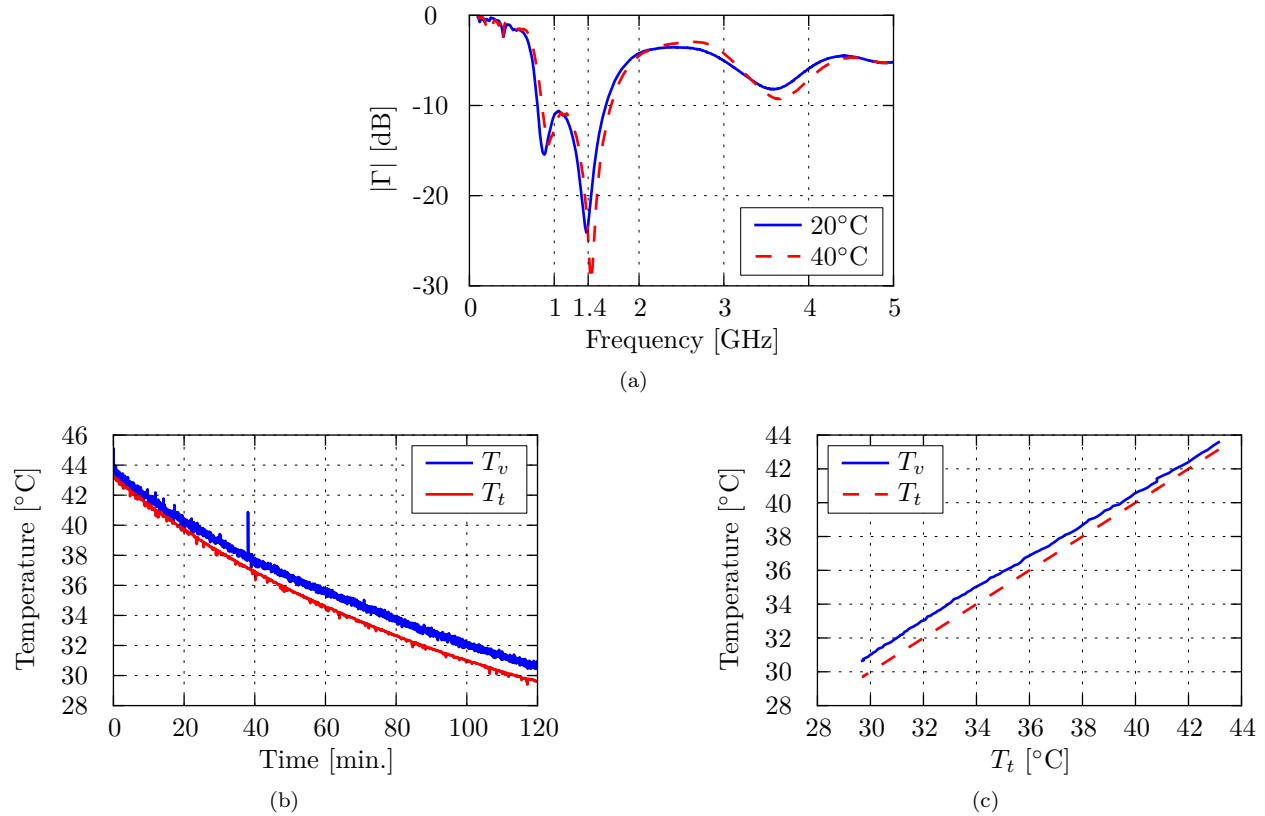 0
-10
-20
-30
|Γ| [dB]
20°C
40°C
0 1 1.4 2 3 4 5
Frequency [GHz]
(a)
46
44
42
40
38
36
34
32
30
28
Temperature [°C]
T_v
T_t
0 20 40 60 80 100 120
Time [min.]
(b)
44
42
40
38
36
34
32
30
28
Temperature [°C]
T_v
T_t
28 30 32 34 36 38 40 42 44
T_t [°C]
(c)